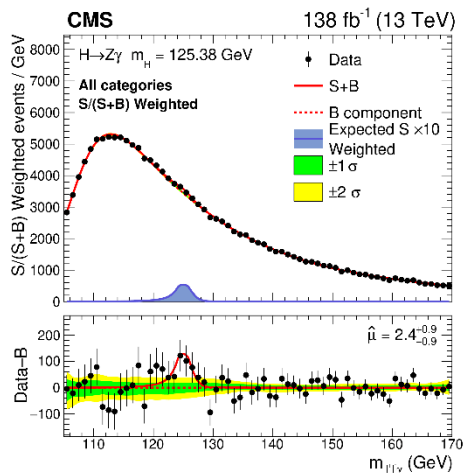 CMS 138 fb⁻¹ (13 TeV)
S/(S+B) Weighted events / GeV
8000
7000
6000
5000
4000
3000
2000
1000
0
H→Zγ m_H = 125.38 GeV
All categories
S/(S+B) Weighted
Data
S+B
B component
Expected S ×10
Weighted
±1 σ
±2 σ
Data−B
200
100
0
−100
μ̂ = 2.4⁺⁰·⁹₋₀.₉
110 120 130 140 150 160 170
m_l⁺l⁻γ (GeV)